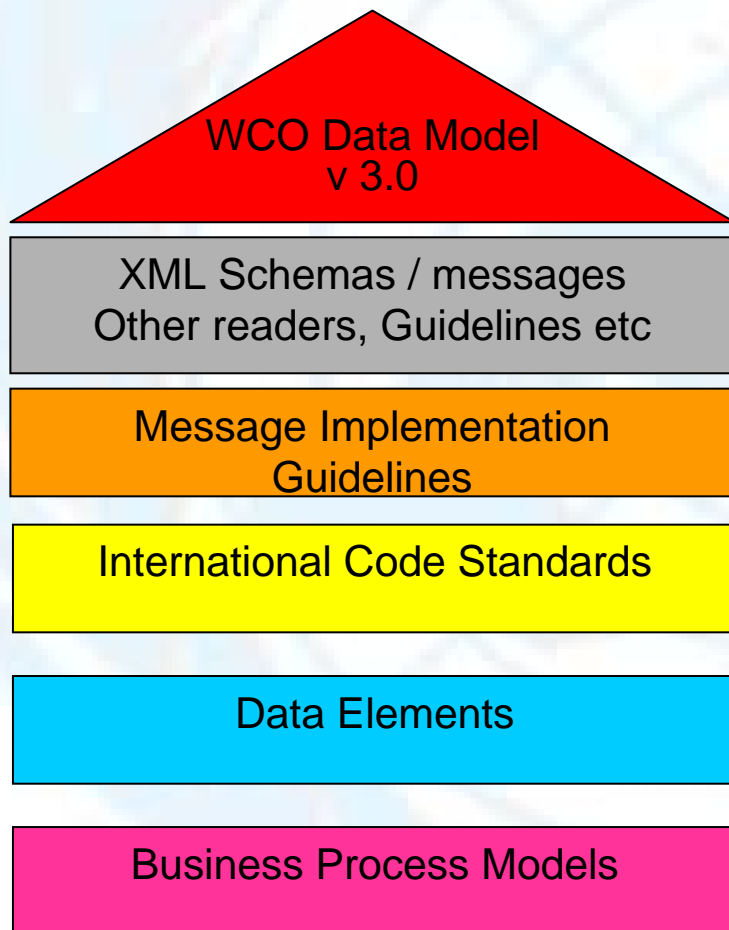 WCO Data Model
v 3.0
XML Schemas / messages
Other readers, Guidelines etc
Message Implementation
Guidelines
International Code Standards
Data Elements
Business Process Models